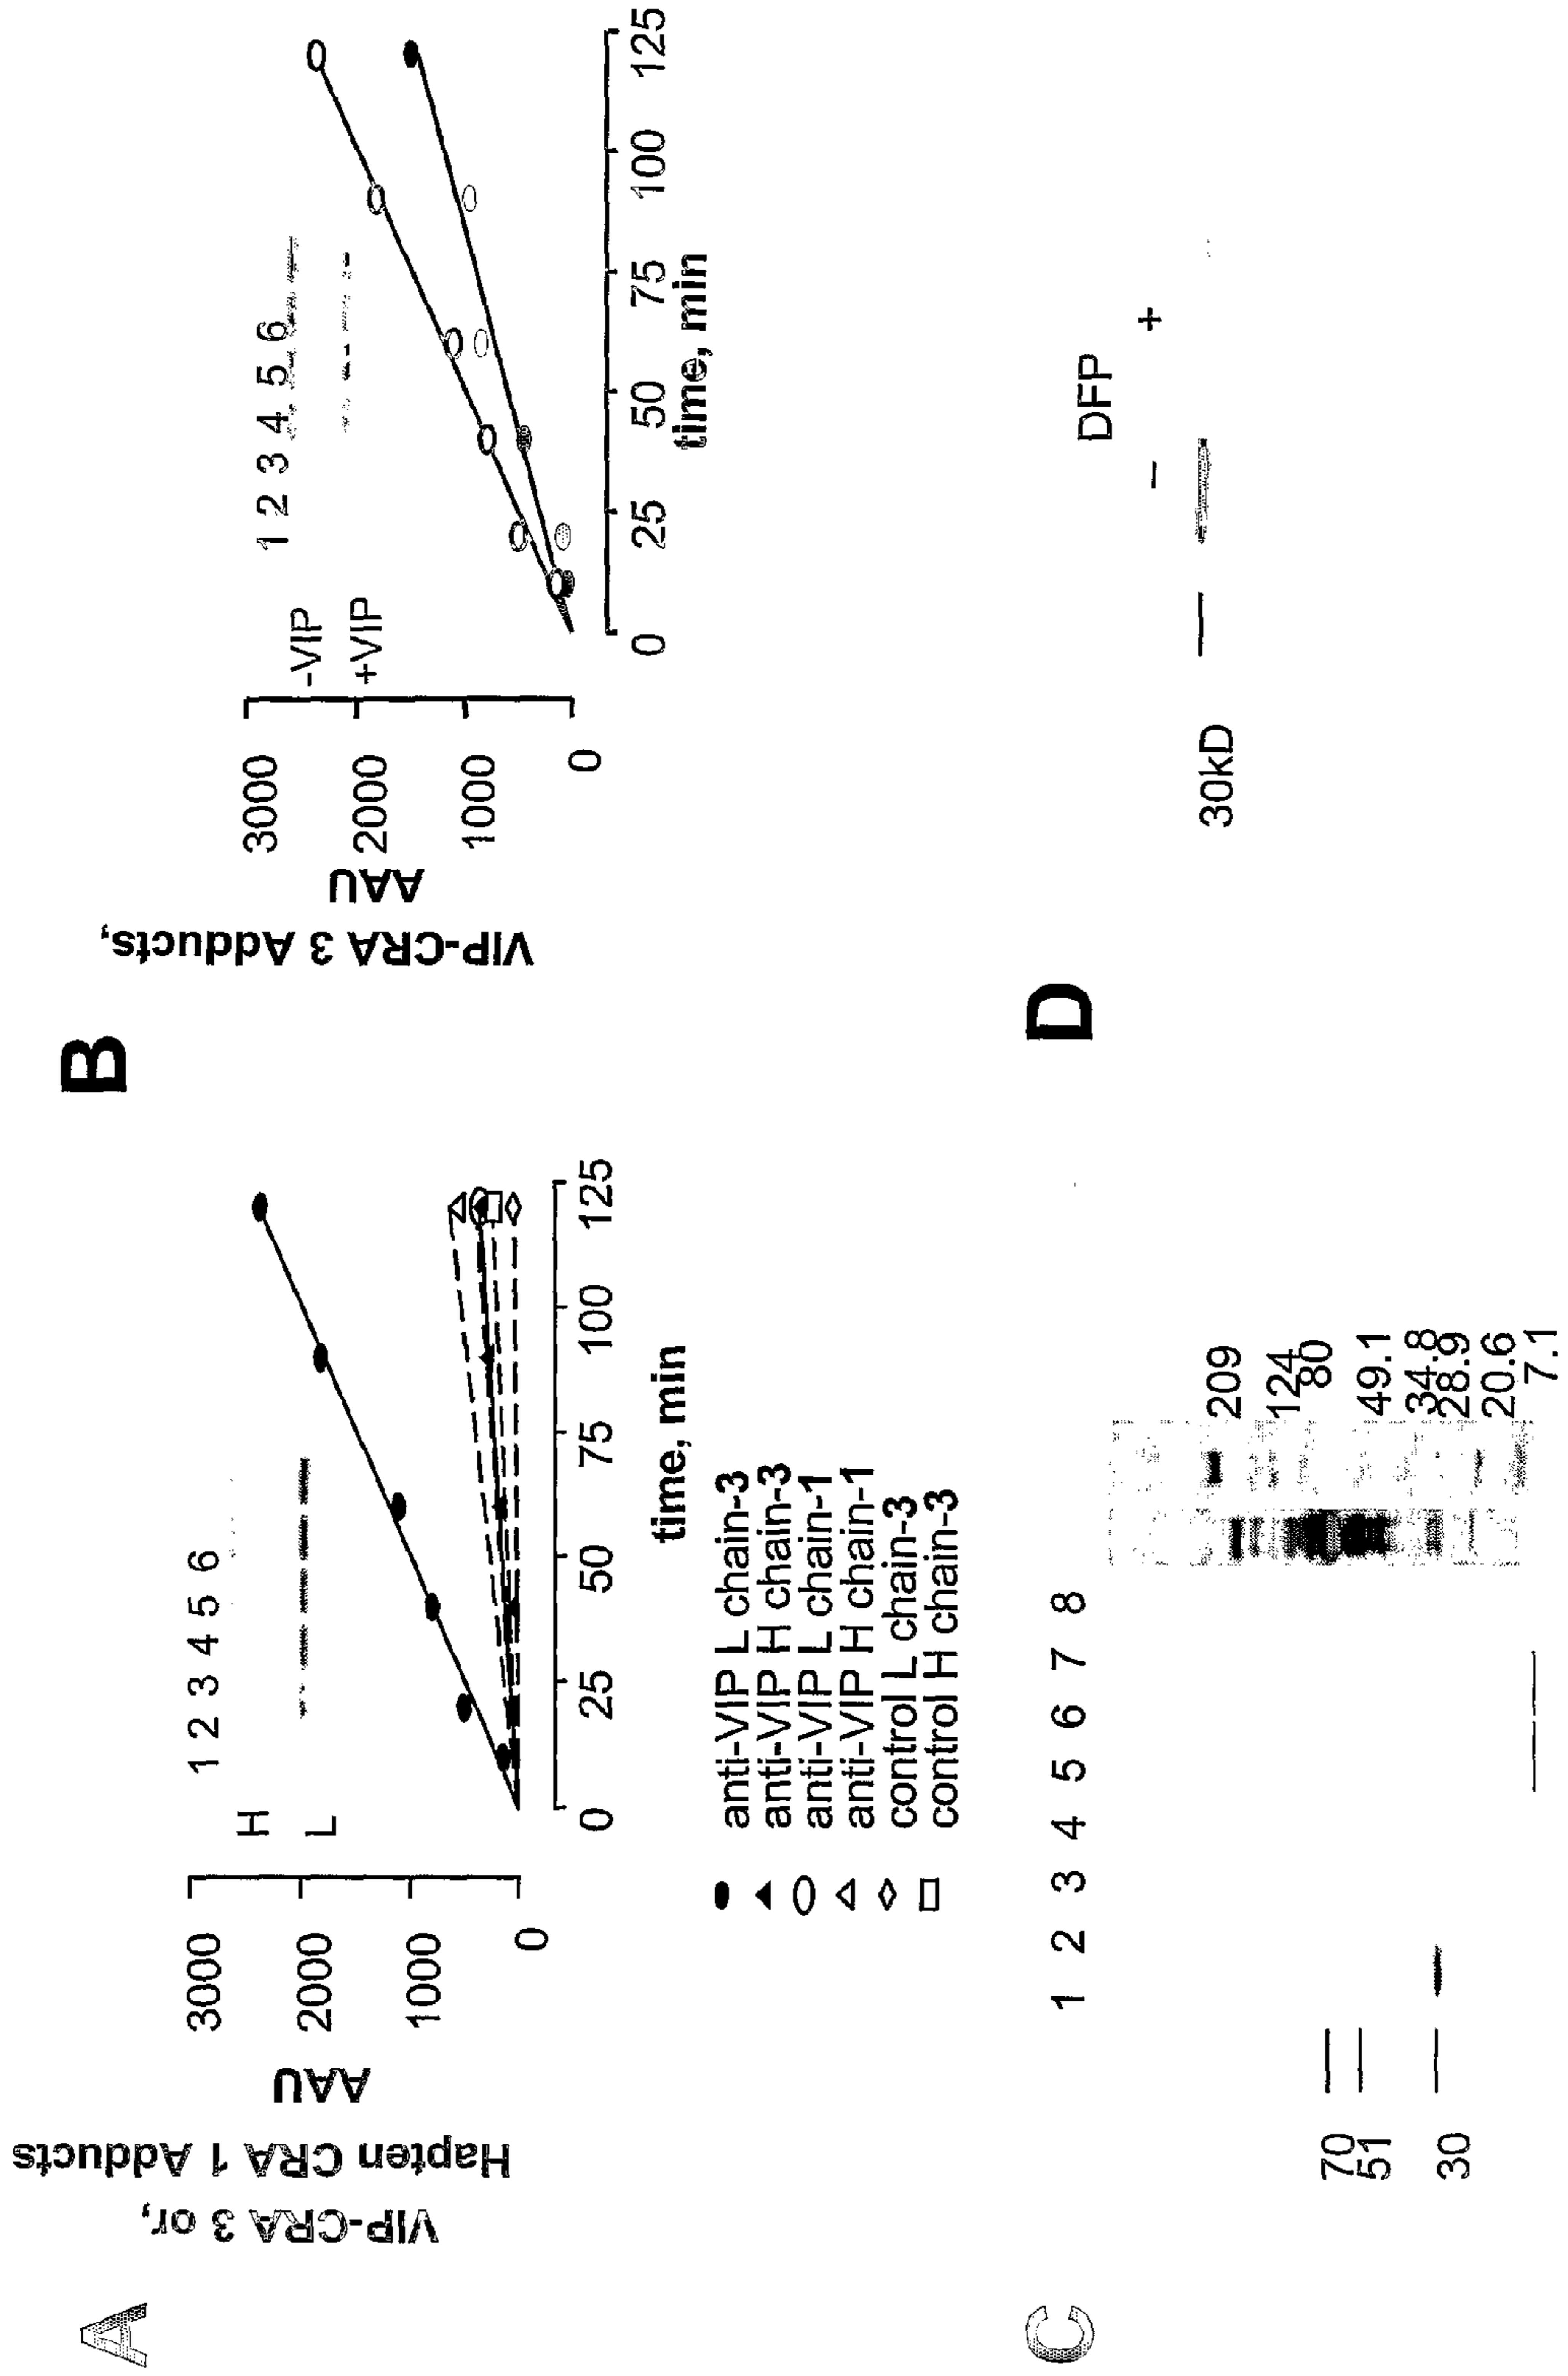 A
VIP-CRA 3 or,
Hapten CRA 1 Adducts
AAU
3000
2000
1000
0
H
L
1 2 3 4 5 6
0 25 50 75 100 125
time, min
anti-VIP L chain-3
anti-VIP H chain-3
anti-VIP L chain-1
anti-VIP H chain-1
control L chain-3
control H chain-3
B
VIP-CRA 3 Adducts,
AAU
3000
2000
1000
0
-VIP
+VIP
1 2 3 4 5 6
0 25 50 75 100 125
time, min
C
1 2 3 4 5 6 7 8
70
51
30
209
124
80
49.1
34.8
28.9
20.6
7.1
D
DFP
– +
30kD